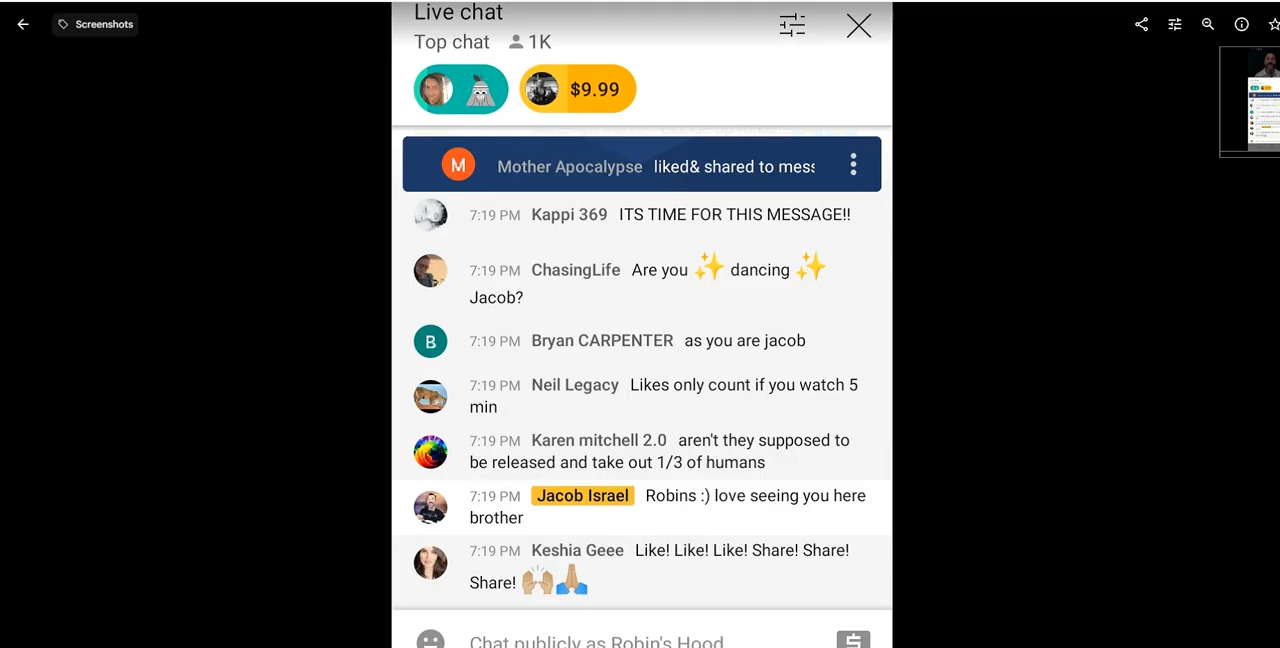 Screenshots
Live chat
Top chat 1K
$9.99
M Mother Apocalypse liked& shared to mess
7:19 PM Kappi 369 ITS TIME FOR THIS MESSAGE!!
7:19 PM ChasingLife Are you ✨ dancing ✨
Jacob?
B 7:19 PM Bryan CARPENTER as you are jacob
7:19 PM Neil Legacy Likes only count if you watch 5
min
7:19 PM Karen mitchell 2.0 aren't they supposed to
be released and take out 1/3 of humans
7:19 PM Jacob Israel Robins :) love seeing you here
brother
7:19 PM Keshia Geee Like! Like! Like! Share! Share!
Share! 🙌🏼🙏🏼
Chat publicly as Robin's Hood